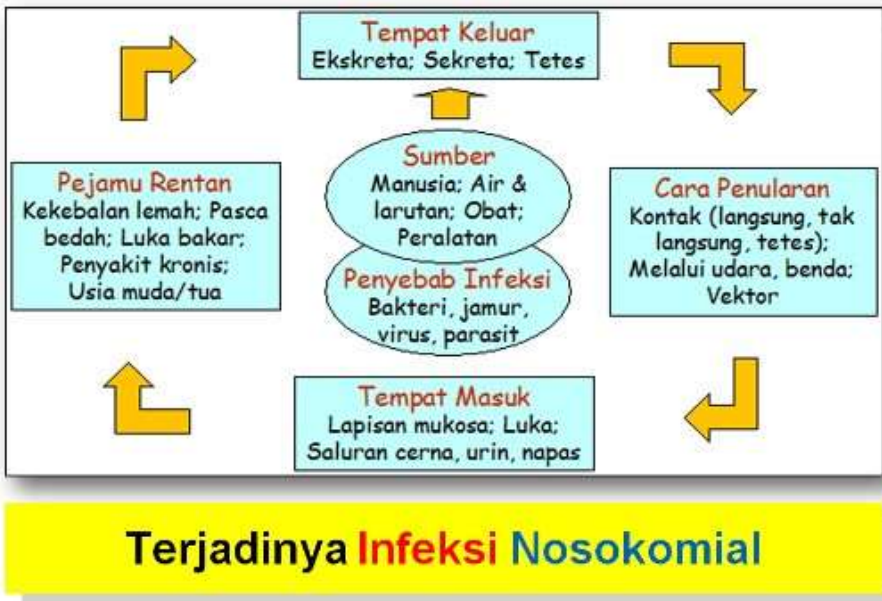 Tempat Keluar
Ekskreta; Sekreta; Tetes
Sumber
Manusia; Air &
larutan; Obat;
Peralatan
Penyebab Infeksi
Bakteri, jamur,
virus, parasit
Pejamu Rentan
Kekebalan lemah; Pasca
bedah; Luka bakar;
Penyakit kronis;
Usia muda/tua
Cara Penularan
Kontak (langsung, tak
langsung, tetes);
Melalui udara, benda;
Vektor
Tempat Masuk
Lapisan mukosa; Luka;
Saluran cerna, urin, napas
Terjadinya Infeksi Nosokomial